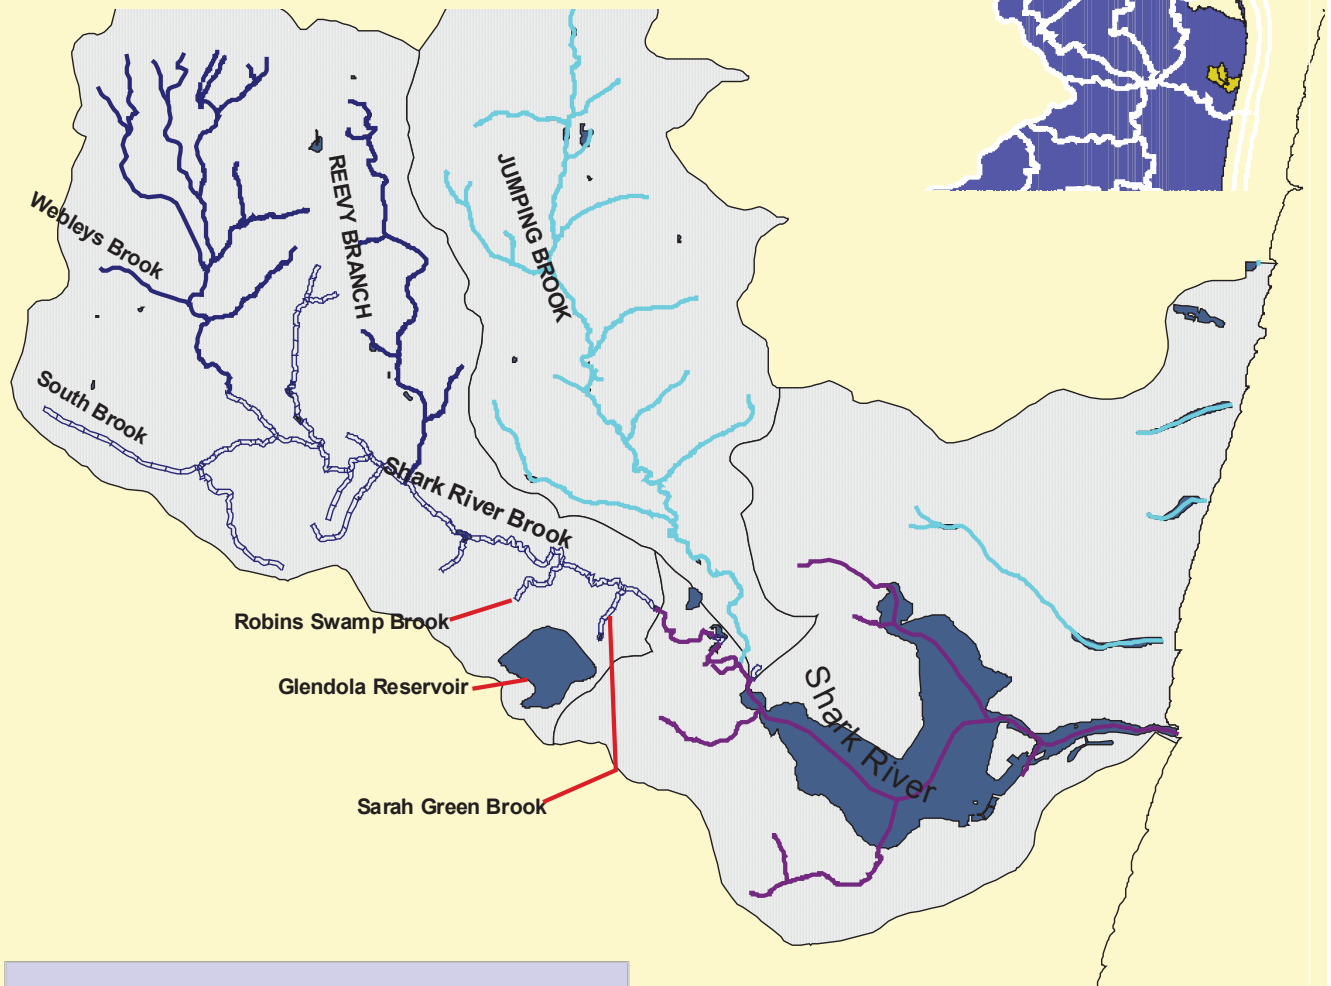 JUMPING BROOK
REEVY BRANCH
Webleys Brook
South Brook
Shark River Brook
Robins Swamp Brook
Glendola Reservoir
Shark River
Sarah Green Brook